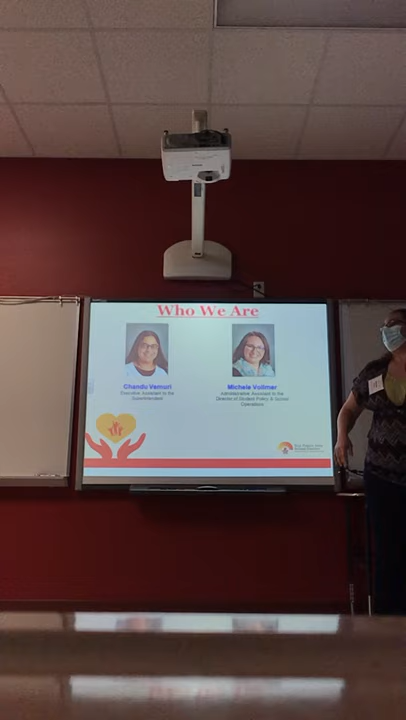 Who We Are
Chandu Vemuri
Executive Assistant to the
Superintendent
Michele Vollmer
Administrative Assistant to the
Director of Student Policy & School
Operations